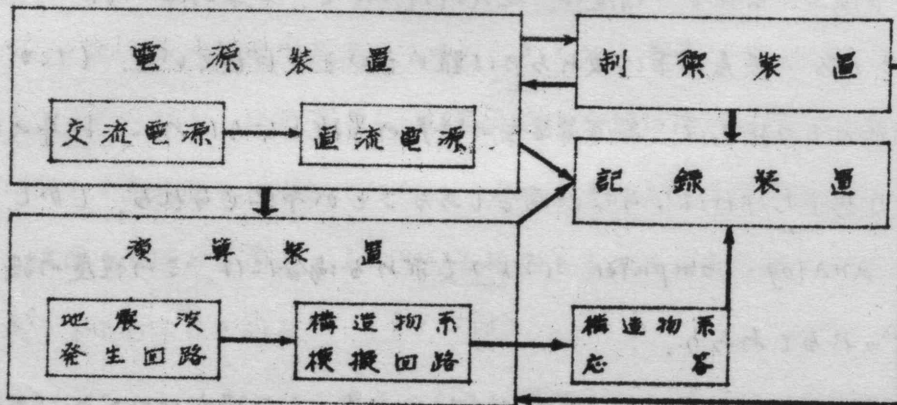 電源装置
制御装置
交流電源
直流電源
記録装置
演算装置
地震波
発生回路
構造物系
模擬回路
構造物系
応答